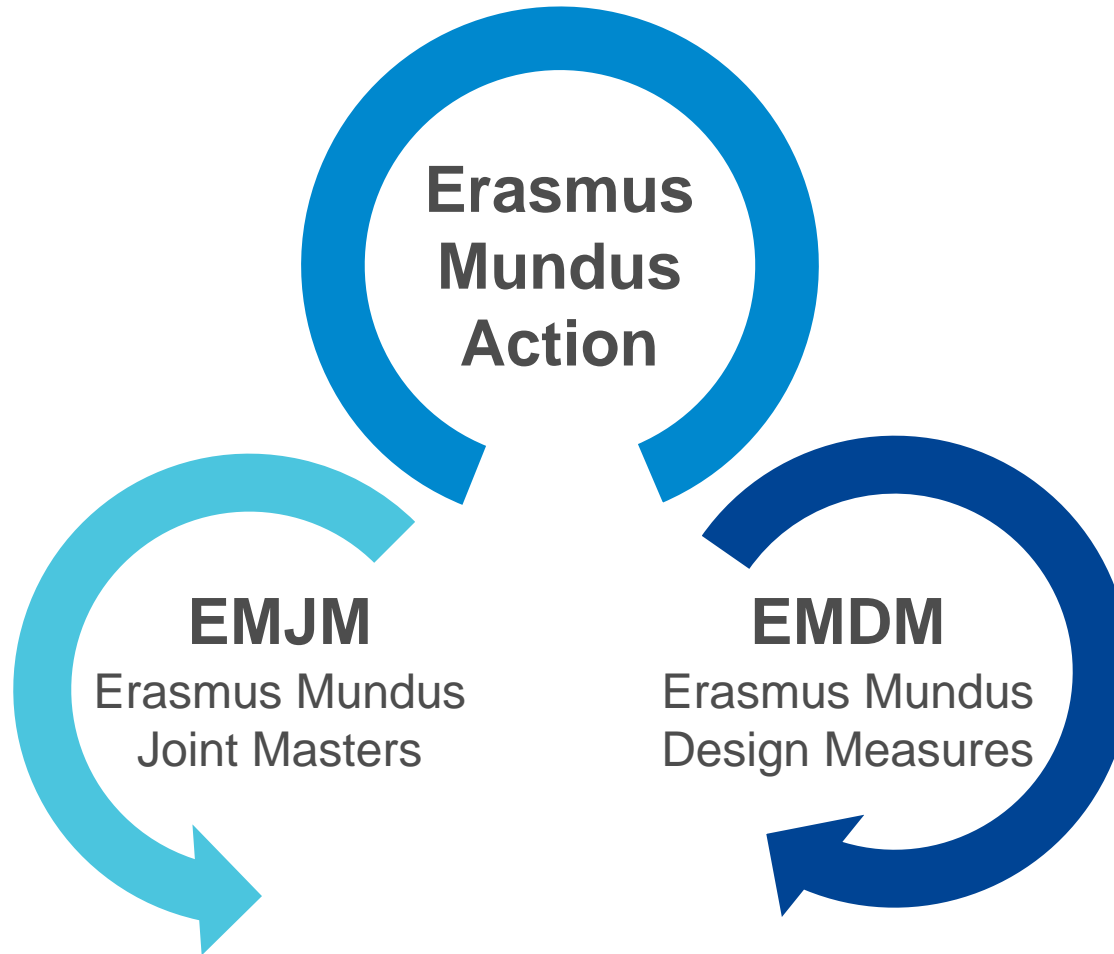 Erasmus
Mundus
Action
EMJM
Erasmus Mundus
Joint Masters
EMDM
Erasmus Mundus
Design Measures